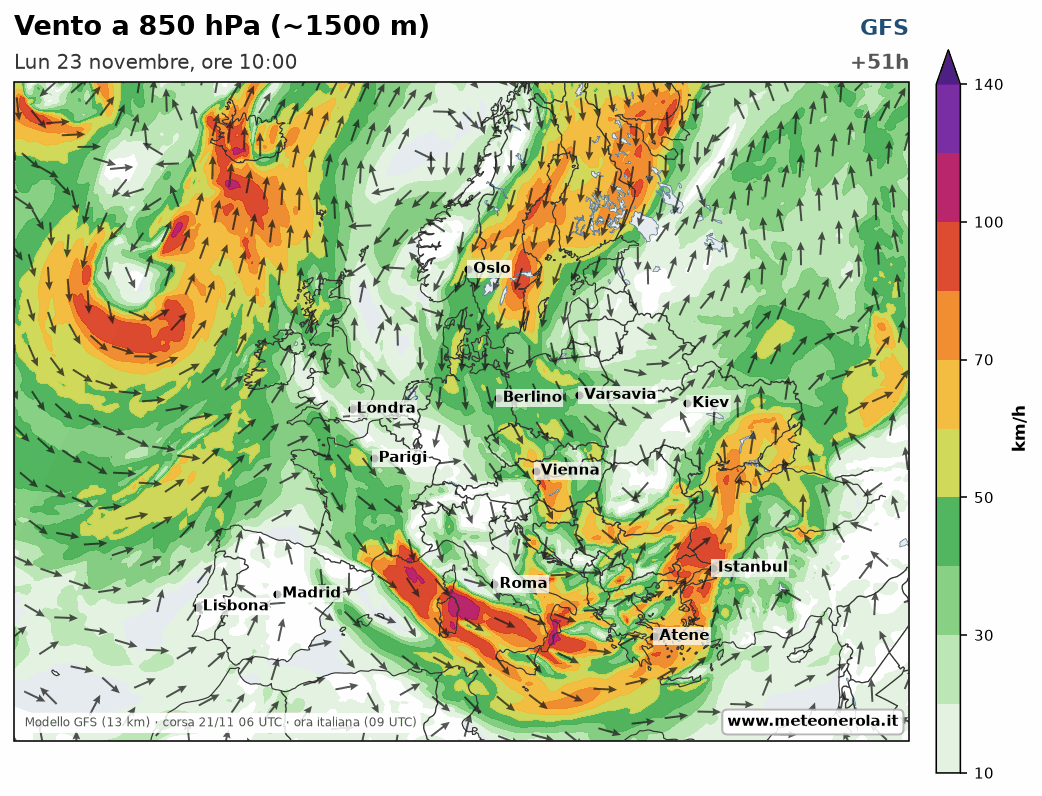 Vento a 850 hPa (~1500 m)
GFS
Lun 23 novembre, ore 10:00
+51h
140
100
70
50
30
10
km/h
Oslo
Londra
Berlino
Varsavia
Kiev
Parigi
Vienna
Istanbul
Roma
Madrid
Lisbona
Atene
Modello GFS (13 km) · corsa 21/11 06 UTC · ora italiana (09 UTC)
www.meteonerola.it